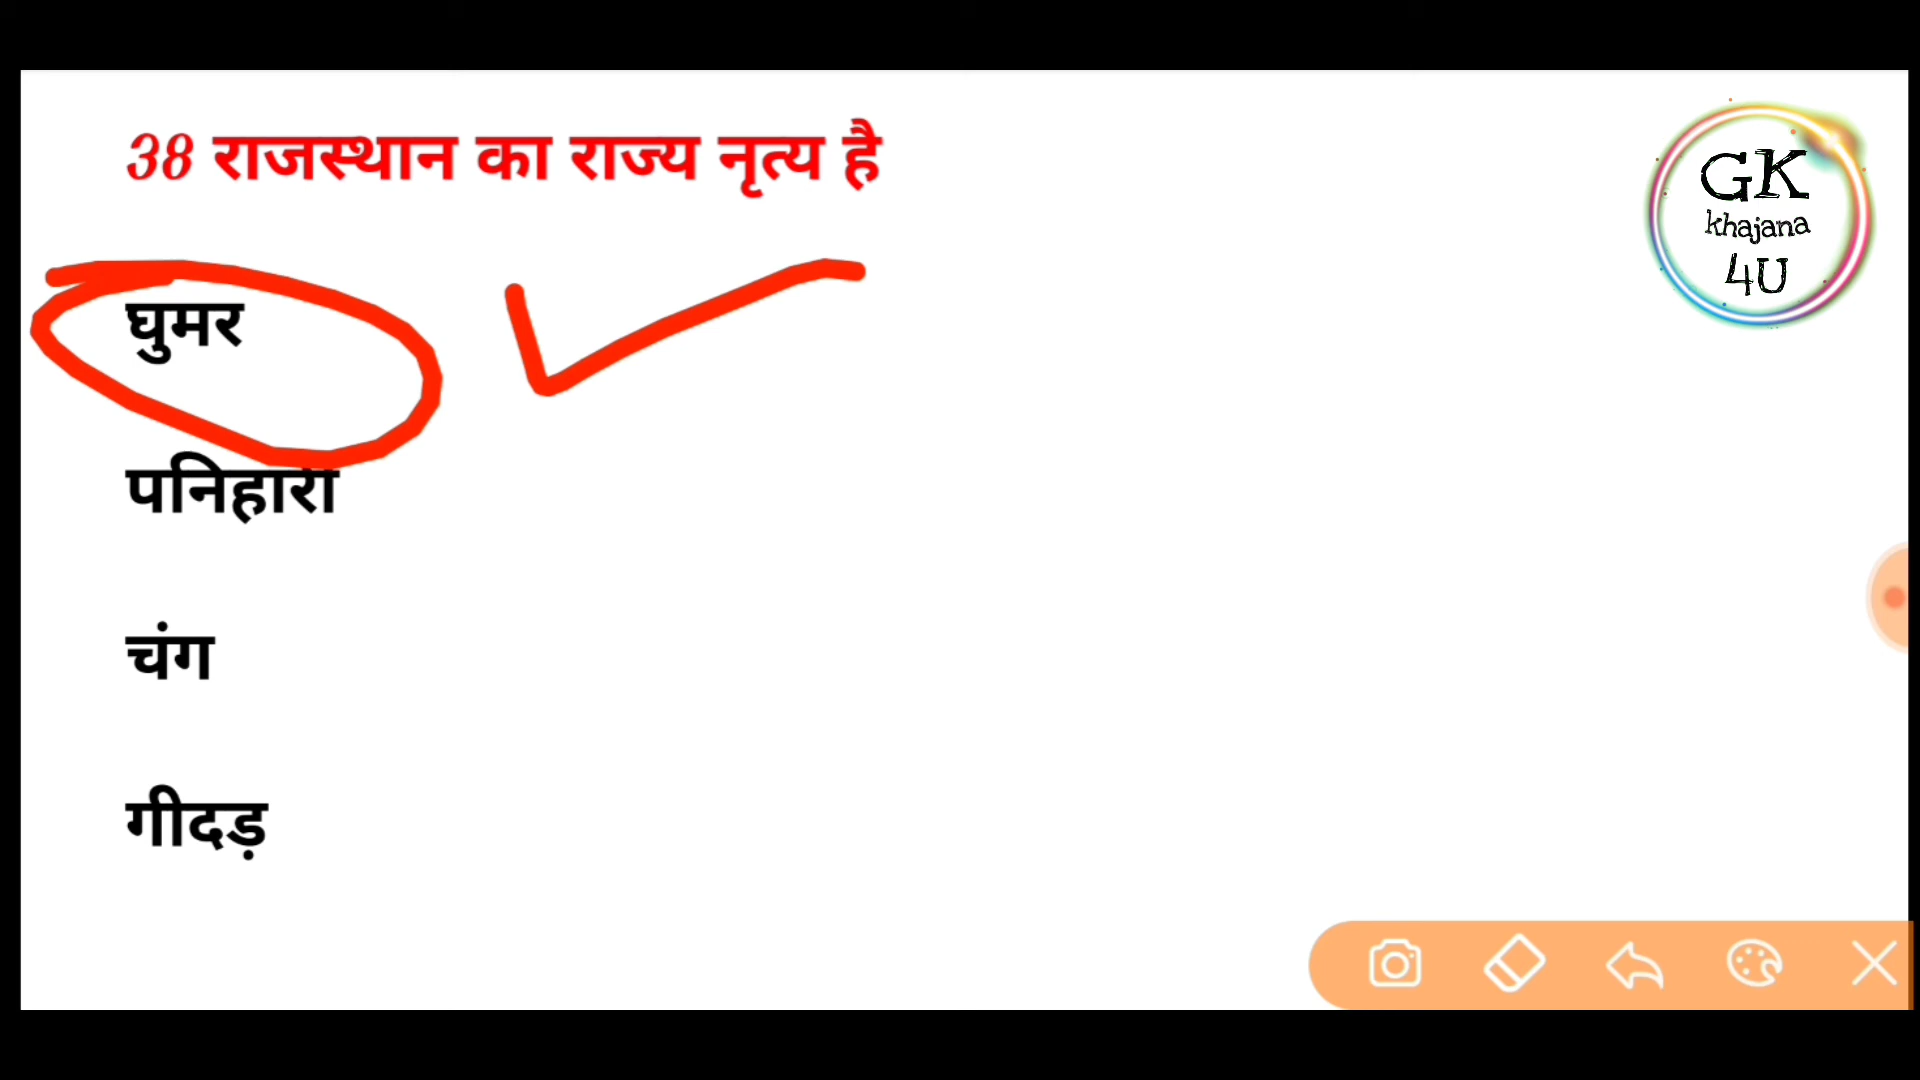 38 राजस्थान का राज्य नृत्य है
घुमर
पनिहारी
चंग
गीदड़
GK
khajana
4U